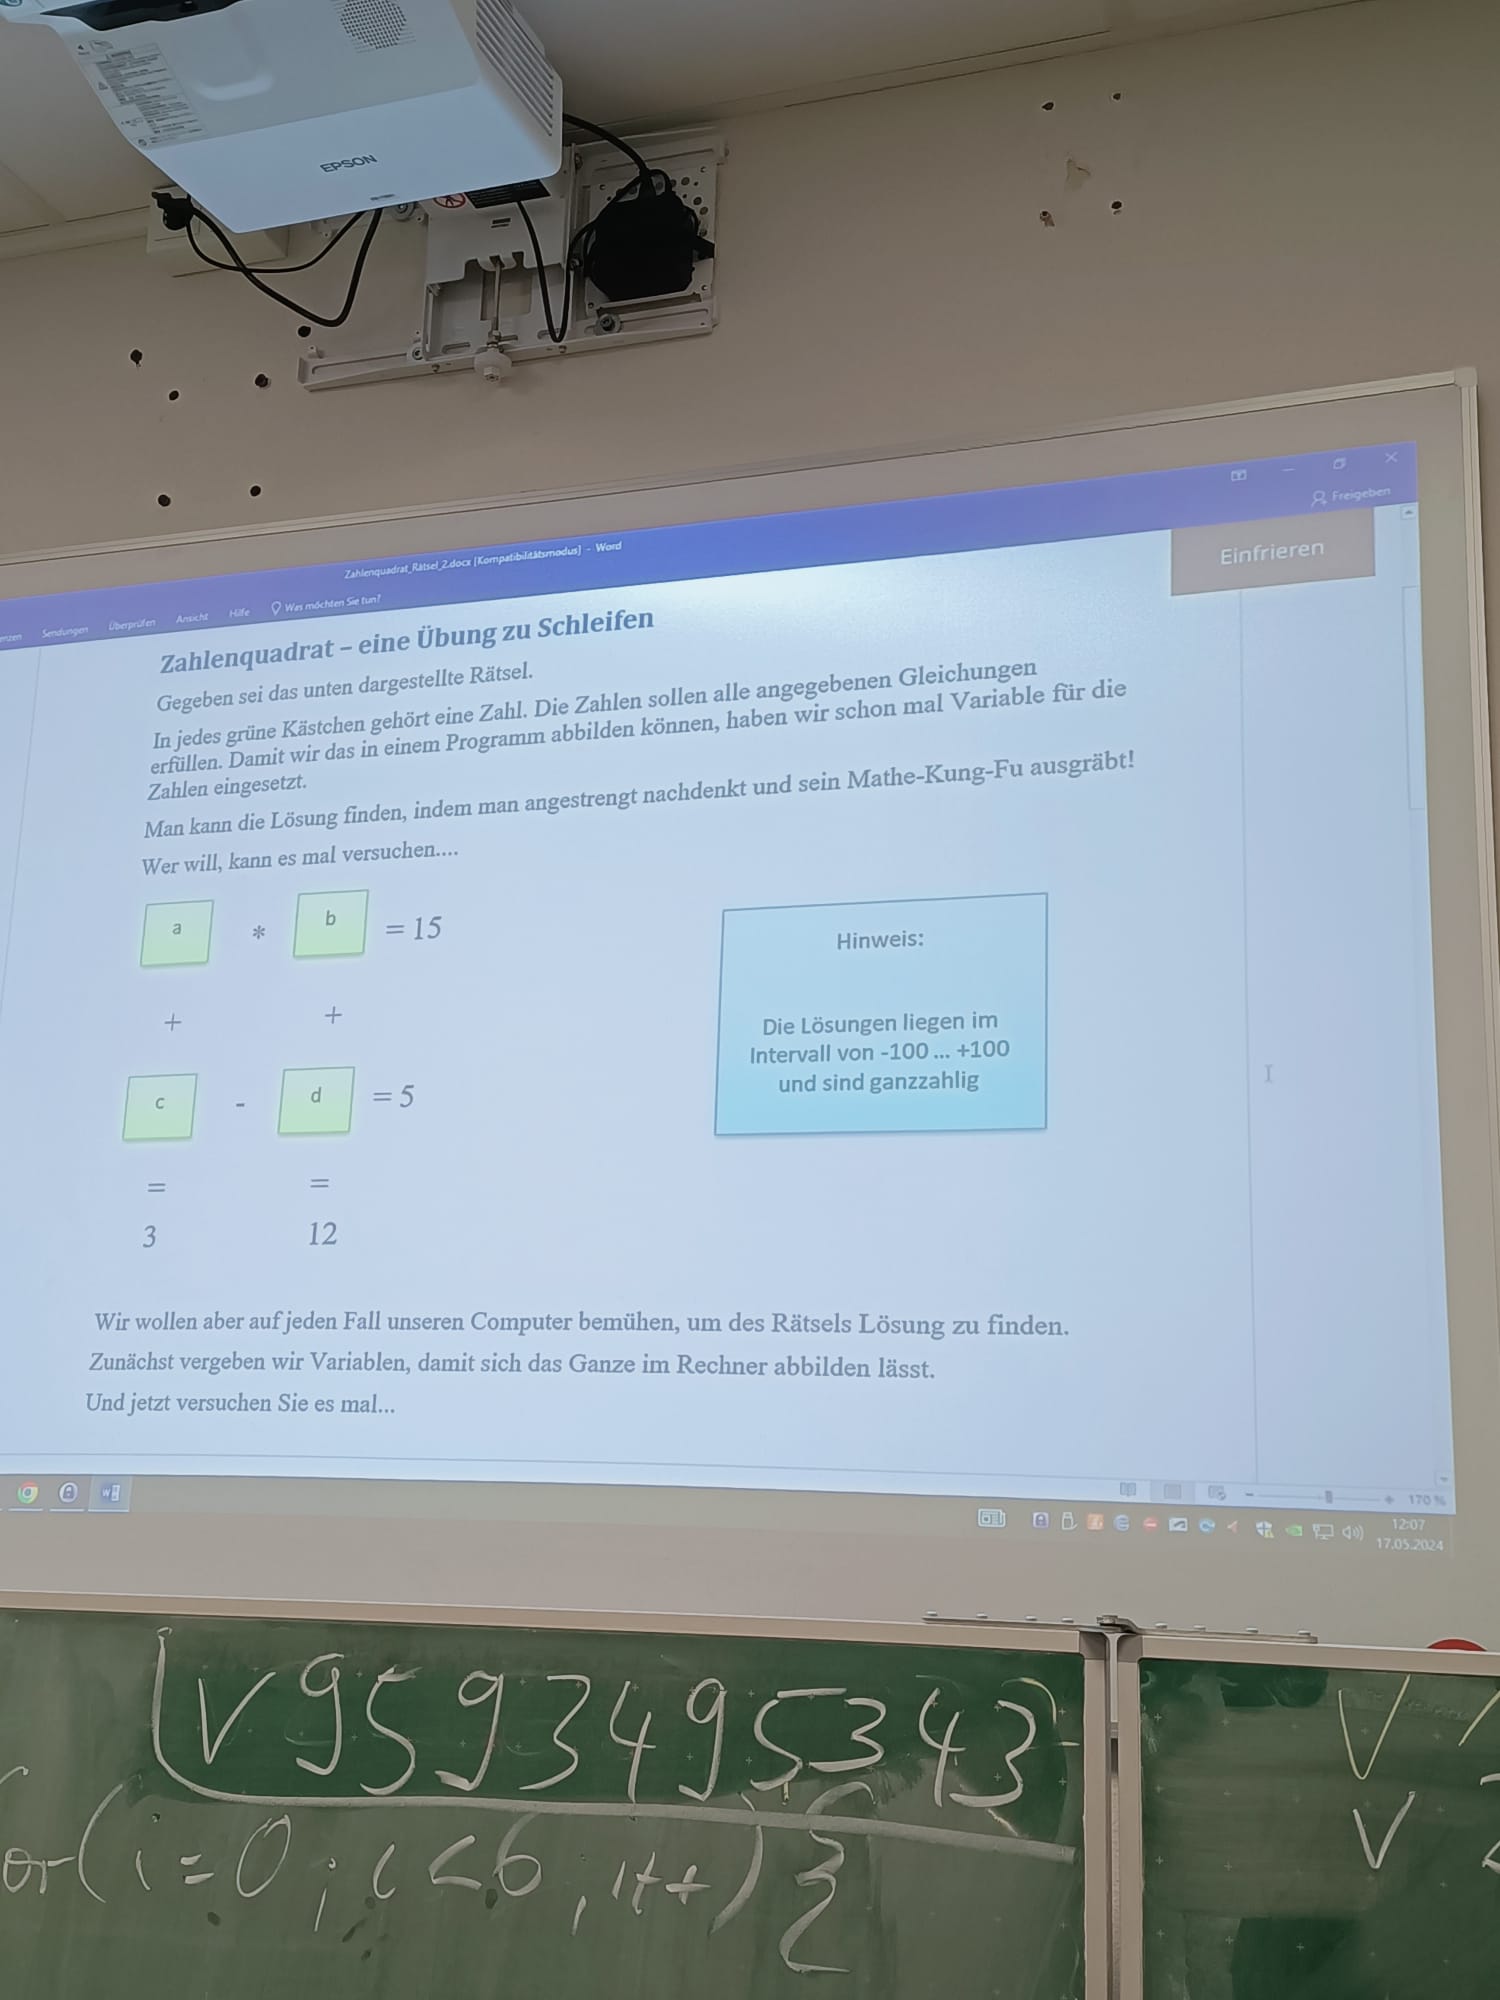 EPSON
Freigeben
Zahlenquadrat_Rätsel_2.docx [Kompatibilitätsmodus] - Word
Einfrieren
Sendungen Überprüfen Ansicht Hilfe Was möchten Sie tun?
Zahlenquadrat – eine Übung zu Schleifen
Gegeben sei das unten dargestellte Rätsel.
In jedes grüne Kästchen gehört eine Zahl. Die Zahlen sollen alle angegebenen Gleichungen
erfüllen. Damit wir das in einem Programm abbilden können, haben wir schon mal Variable für die
Zahlen eingesetzt.
Man kann die Lösung finden, indem man angestrengt nachdenkt und sein Mathe-Kung-Fu ausgräbt!
Wer will, kann es mal versuchen....
a * b = 15
+ +
c - d = 5
= =
3 12
Hinweis:
Die Lösungen liegen im
Intervall von -100 ... +100
und sind ganzzahlig
Wir wollen aber auf jeden Fall unseren Computer bemühen, um des Rätsels Lösung zu finden.
Zunächst vergeben wir Variablen, damit sich das Ganze im Rechner abbilden lässt.
Und jetzt versuchen Sie es mal...
170 %
12:07
17.05.2024
V9593495343
for(i=0; i<6, i++){
V
V